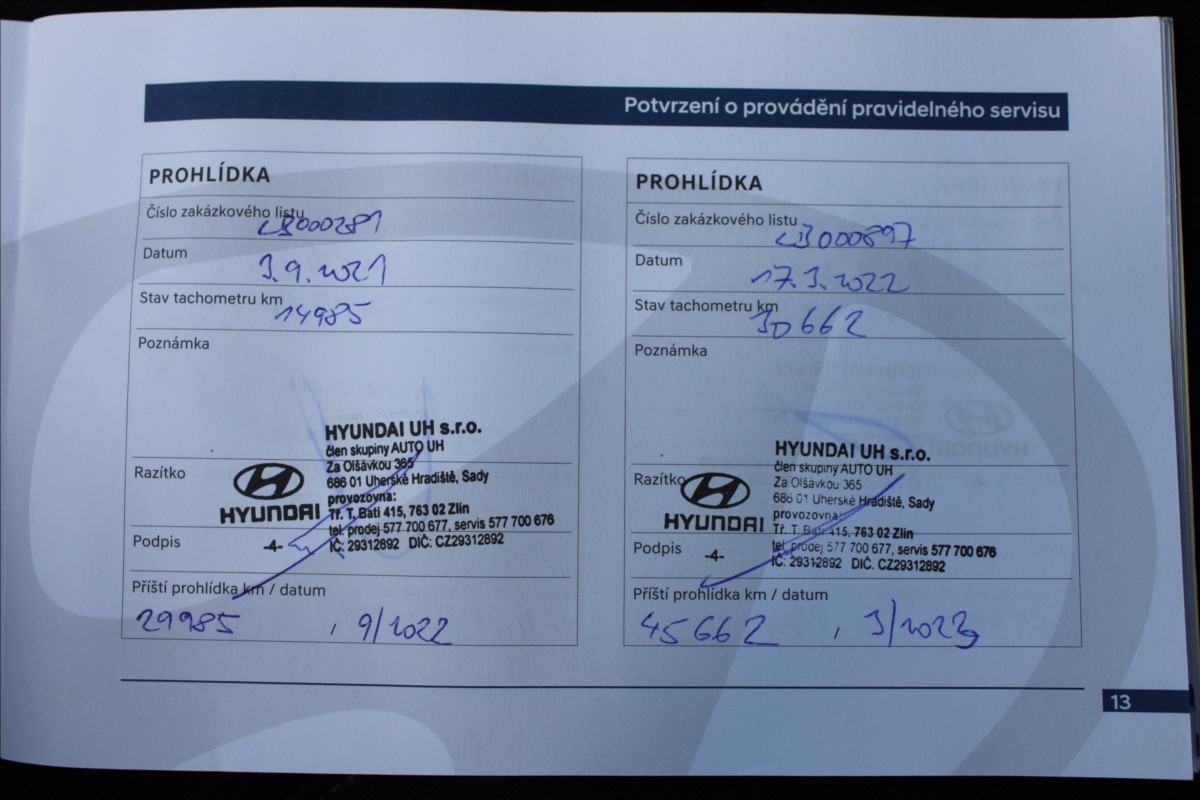 Potvrzení o provádění pravidelného servisu
PROHLÍDKA
Číslo zakázkového listu
LB000281
Datum
3.9.2021
Stav tachometru km
14985
Poznámka
Razítko
HYUNDAI
HYUNDAI UH s.r.o.
člen skupiny AUTO UH
Za Olšávkou 365
686 01 Uherské Hradiště, Sady
provozovna:
Tř. T. Bati 415, 763 02 Zlín
tel. prodej 577 700 677, servis 577 700 676
IČ: 29312892 DIČ: CZ29312892
Podpis
-4-
Příští prohlídka km / datum
29985 / 9/2022
PROHLÍDKA
Číslo zakázkového listu
LB000897
Datum
17.3.2022
Stav tachometru km
30662
Poznámka
Razítko
HYUNDAI
HYUNDAI UH s.r.o.
člen skupiny AUTO UH
Za Olšávkou 365
686 01 Uherské Hradiště, Sady
provozovna:
Tř. T. Bati 415, 763 02 Zlín
tel. prodej 577 700 677, servis 577 700 676
IČ: 29312892 DIČ: CZ29312892
Podpis
-4-
Příští prohlídka km / datum
45662 / 3/2023
13